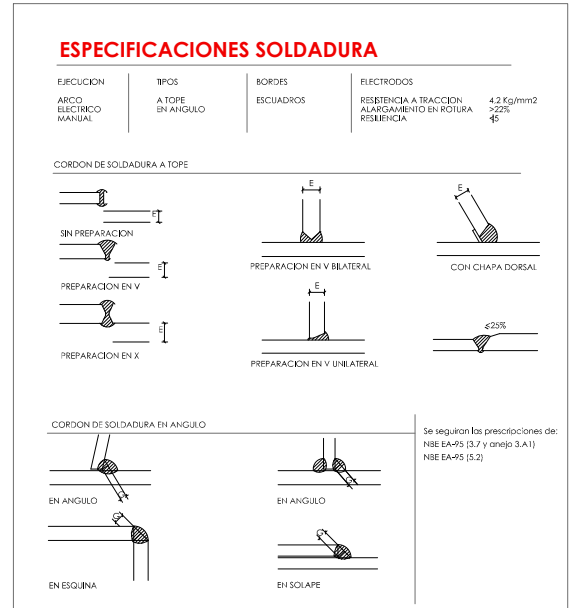 ESPECIFICACIONES SOLDADURA
EJECUCION
ARCO
ELECTRICO
MANUAL
TIPOS
A TOPE
EN ANGULO
BORDES
ESCUADROS
ELECTRODOS
RESISTENCIA A TRACCION 4,2 Kg/mm2
ALARGAMIENTO EN ROTURA >22%
RESILIENCIA
CORDON DE SOLDADURA A TOPE
E
SIN PREPARACION
E
PREPARACION EN V
E
PREPARACION EN X
E
PREPARACION EN V BILATERAL
E
PREPARACION EN V UNILATERAL
E
CON CHAPA DORSAL
≤25%
CORDON DE SOLDADURA EN ANGULO
G
EN ANGULO
G
EN ANGULO
G
EN ESQUINA
G
EN SOLAPE
Se seguiran las prescripciones de:
NBE EA-95 (3.7 y anejo 3.A1)
NBE EA-95 (5.2)